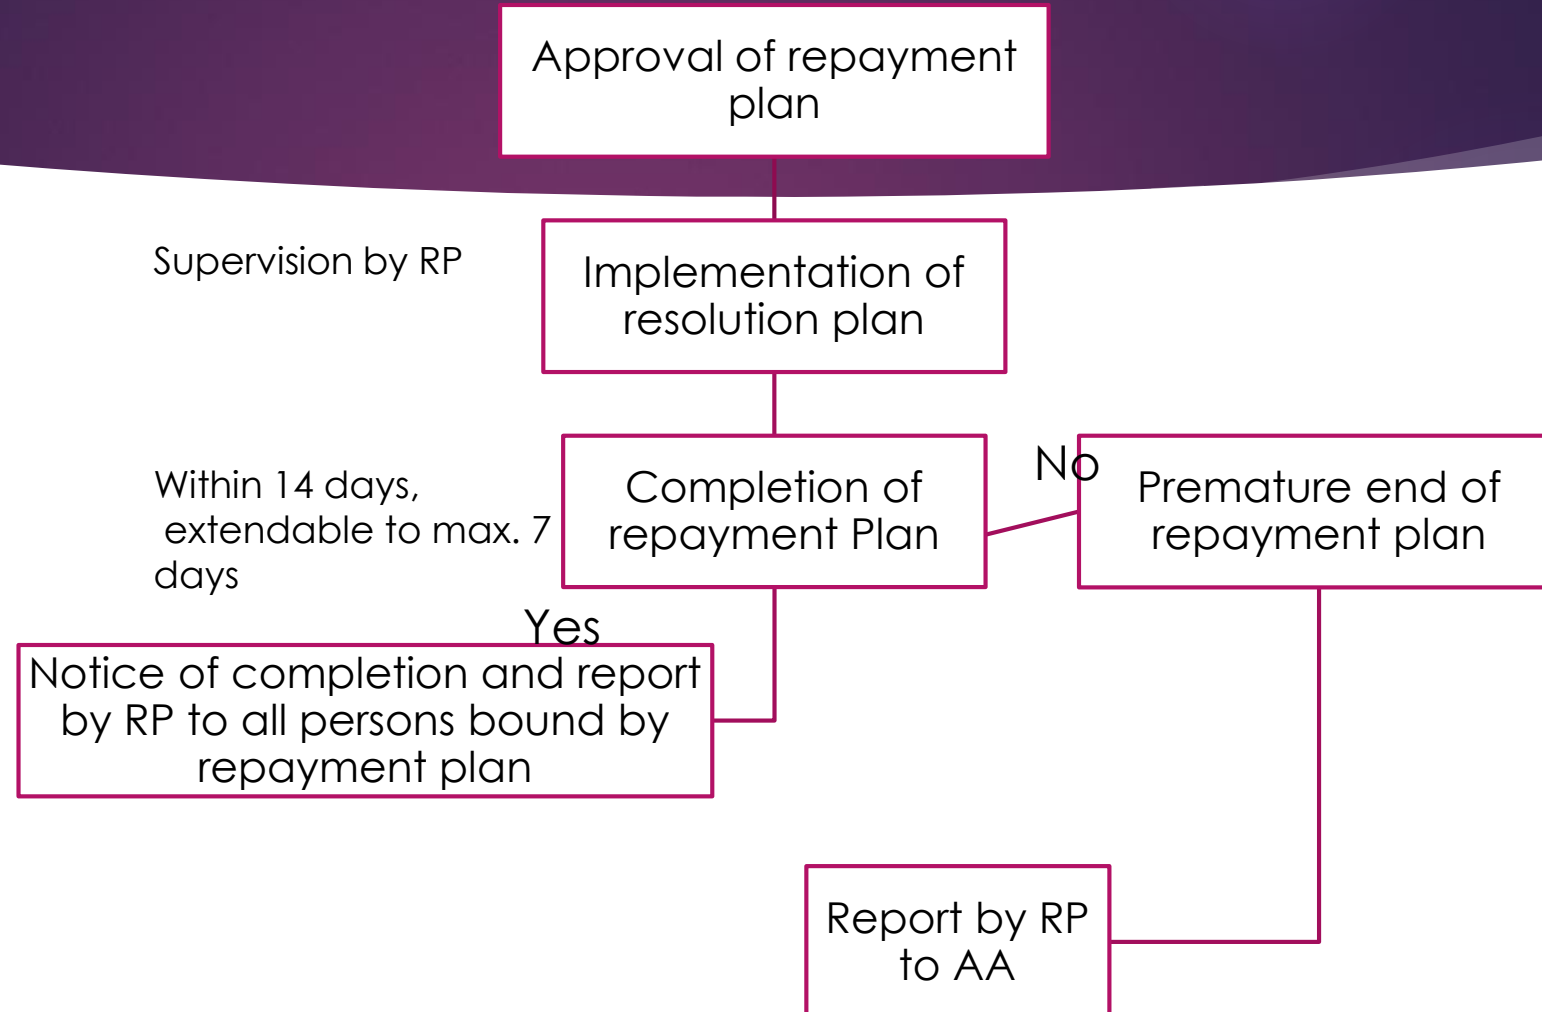 Approval of repayment
plan
Supervision by RP
Implementation of
resolution plan
Within 14 days,
extendable to max. 7
days
Completion of
repayment Plan
No
Premature end of
repayment plan
Yes
Notice of completion and report
by RP to all persons bound by
repayment plan
Report by RP
to AA